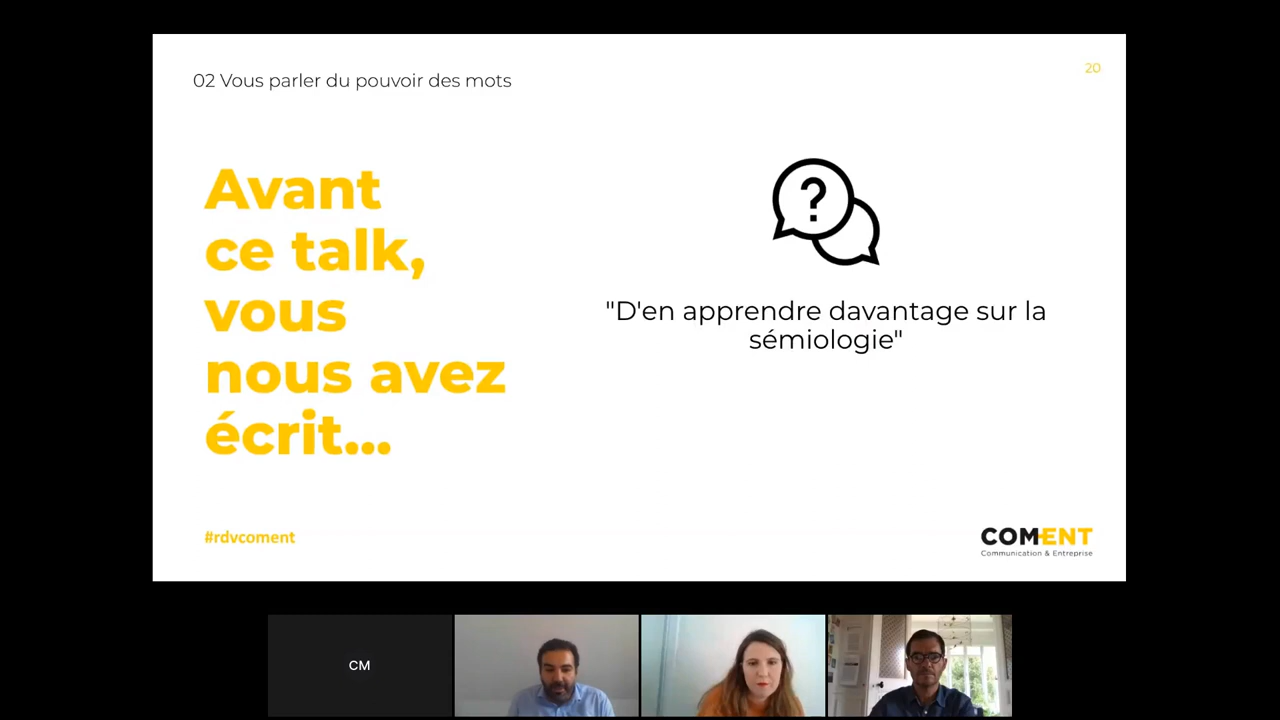 02 Vous parler du pouvoir des mots
20
Avant
ce talk,
vous
nous avez
écrit...
?
"D'en apprendre davantage sur la
sémiologie"
#rdvcoment
COMENT
Communication & Entreprise
CM